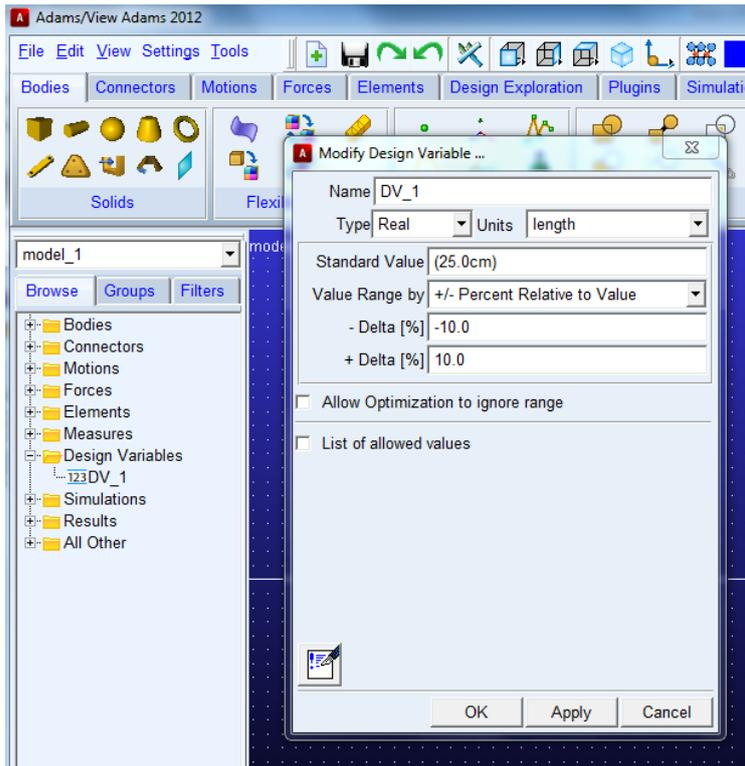 Adams/View Adams 2012
File Edit View Settings Tools
Bodies Connectors Motions Forces Elements Design Exploration Plugins
Solids
model_1
Browse Groups Filters
Bodies
Connectors
Motions
Forces
Elements
Measures
Design Variables
123 DV_1
Simulations
Results
All Other
Modify Design Variable ...
Name DV_1
Type Real Units length
Standard Value (25.0cm)
Value Range by +/- Percent Relative to Value
- Delta [%] -10.0
+ Delta [%] 10.0
Allow Optimization to ignore range
List of allowed values
OK Apply Cancel